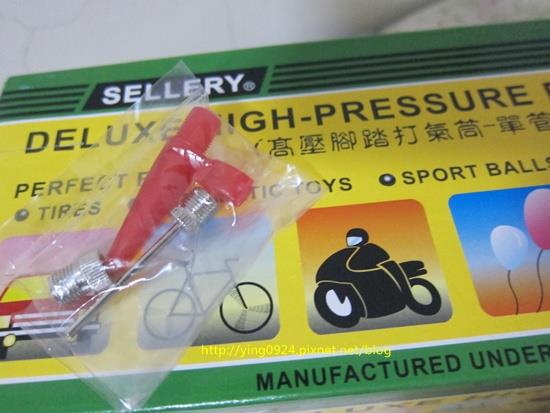 SELLERY®
DELUXE HIGH-PRESSURE
(高壓腳踏打氣筒-單管
PERFECT TOYS
• TIRES • SPORT BALLS
http://ying0924.pixnet.net/blog
MANUFACTURED UNDER